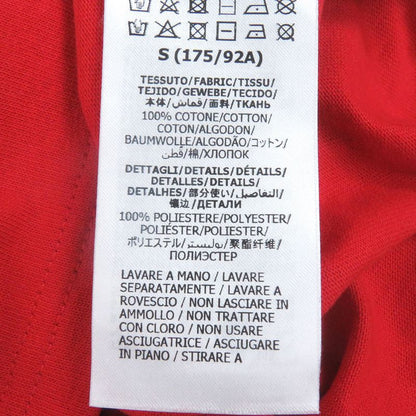 S (175/92A)
TESSUTO/FABRIC/TISSU/
TEJIDO/GEWEBE/TECIDO/
本体/قماش/面料/ТКАНЬ
100% COTONE/COTTON/
COTON/ALGODON/
BAUMWOLLE/ALGODÃO/コットン/
قطن/棉/ХЛОПОК
DETTAGLI/DETAILS/DÉTAILS/
DETALLES/DETAILS/
DETALHES/部分使い/التفاصيل/
镶边/ДЕТАЛИ
100% POLIESTERE/POLYESTER/
POLIÉSTER/POLYESTER/
ポリエステル/بوليستر/聚酯纤维
/ПОЛИЭСТЕР
LAVARE A MANO / LAVARE
SEPARATAMENTE / LAVARE A
ROVESCIO / NON LASCIARE IN
AMMOLLO / NON TRATTARE
CON CLORO / NON USARE
ASCIUGATRICE / ASCIUGARE
IN PIANO / STIRARE A